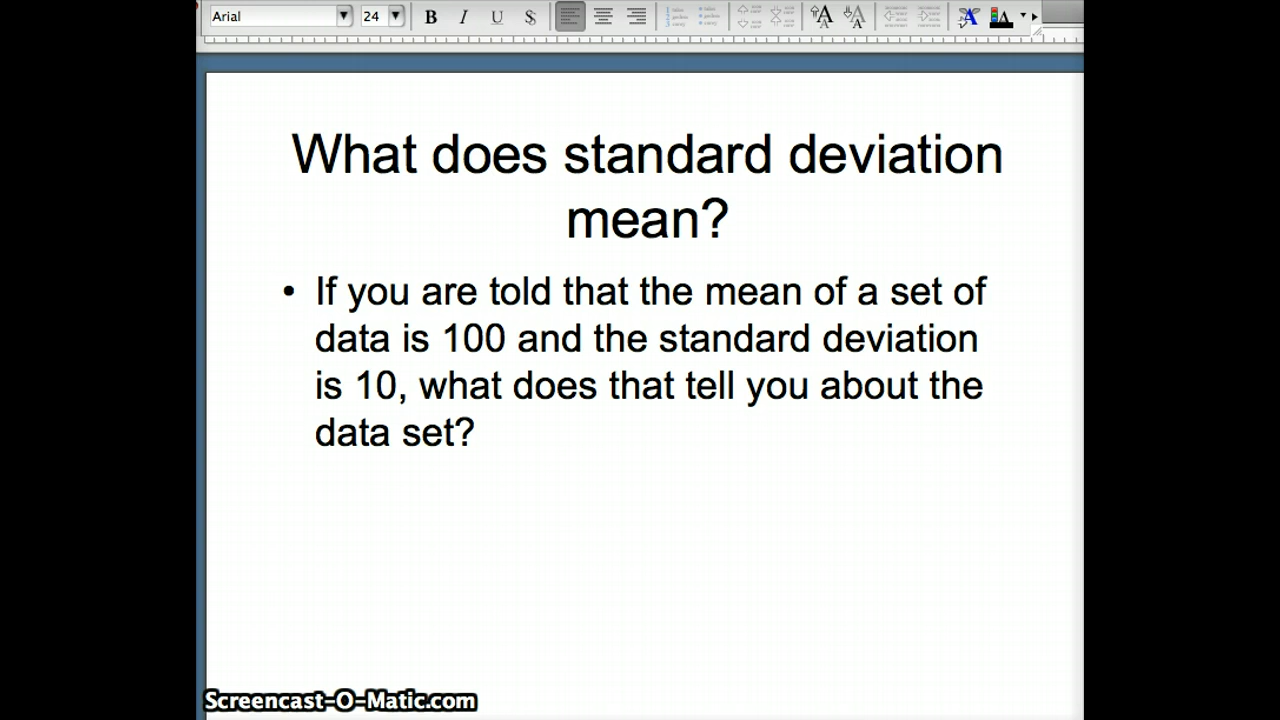 Arial 24 B I U S
What does standard deviation
mean?
• If you are told that the mean of a set of
data is 100 and the standard deviation
is 10, what does that tell you about the
data set?
Screencast-O-Matic.com